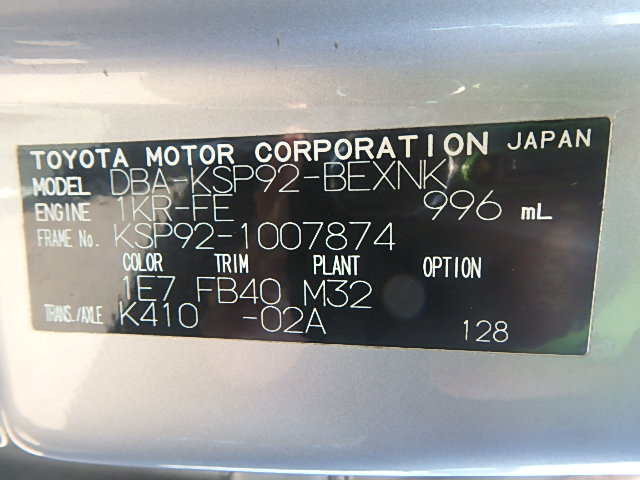 TOYOTA MOTOR CORPORATION JAPAN
MODEL DBA-KSP92-BEXNK
ENGINE 1KR-FE 996 mL
FRAME No. KSP92-1007874
COLOR TRIM PLANT OPTION
1E7 FB40 M32
TRANS./AXLE K410 -02A 128